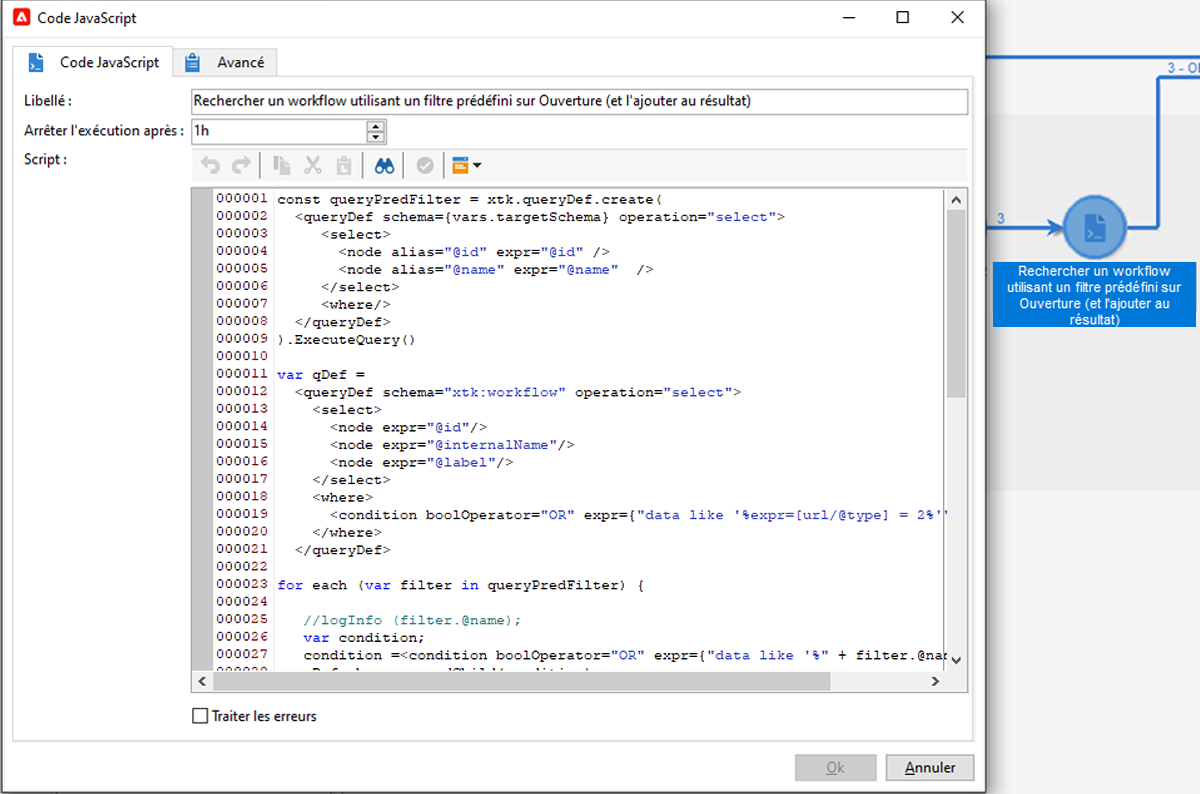 Code JavaScript
Code JavaScript
Avancé
Libellé :
Rechercher un workflow utilisant un filtre prédéfini sur Ouverture (et l'ajouter au résultat)
Arrêter l'exécution après :
1h
Script :
000001 const queryPredFilter = xtk.queryDef.create(
000002   <queryDef schema={vars.targetSchema} operation="select">
000003     <select>
000004       <node alias="@id" expr="@id" />
000005       <node alias="@name" expr="@name"  />
000006     </select>
000007     <where/>
000008   </queryDef>
000009 ).ExecuteQuery()
000010
000011 var qDef =
000012   <queryDef schema="xtk:workflow" operation="select">
000013     <select>
000014       <node expr="@id"/>
000015       <node expr="@internalName"/>
000016       <node expr="@label"/>
000017     </select>
000018     <where>
000019       <condition boolOperator="OR" expr={"data like '%expr=[url/@type] = 2%'"
000020     </where>
000021   </queryDef>
000022
000023 for each (var filter in queryPredFilter) {
000024
000025    //logInfo (filter.@name);
000026    var condition;
000027    condition =<condition boolOperator="OR" expr={"data like '%" + filter.@nam
Traiter les erreurs
Ok
Annuler
3
3 -
Rechercher un workflow
utilisant un filtre prédéfini sur
Ouverture (et l'ajouter au
résultat)